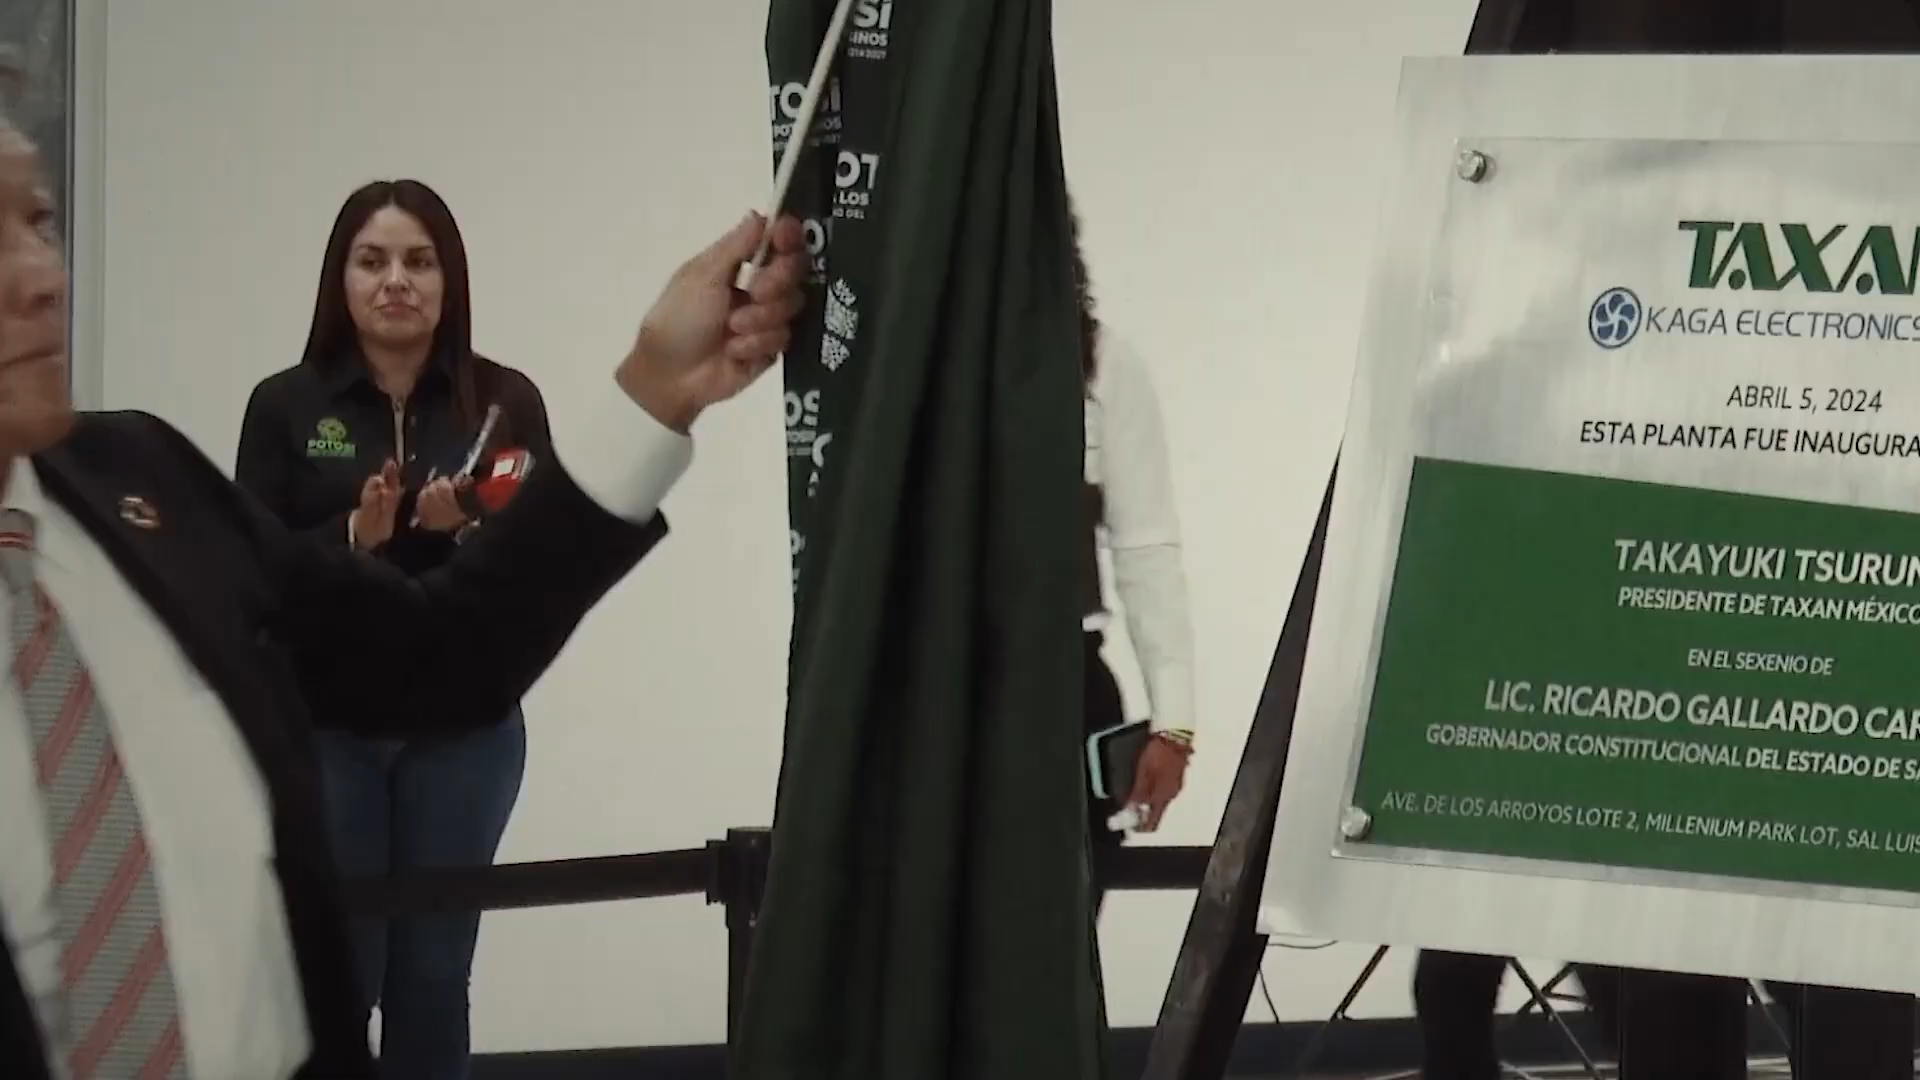 SÍ
POTOSÍ
TAXAN
KAGA ELECTRONICS
ABRIL 5, 2024
ESTA PLANTA FUE INAUGURA
TAKAYUKI TSURUN
PRESIDENTE DE TAXAN MÉXICO
EN EL SEXENIO DE
LIC. RICARDO GALLARDO CAR
GOBERNADOR CONSTITUCIONAL DEL ESTADO DE SA
AVE. DE LOS ARROYOS LOTE 2, MILLENIUM PARK LOT, SAL LUIS